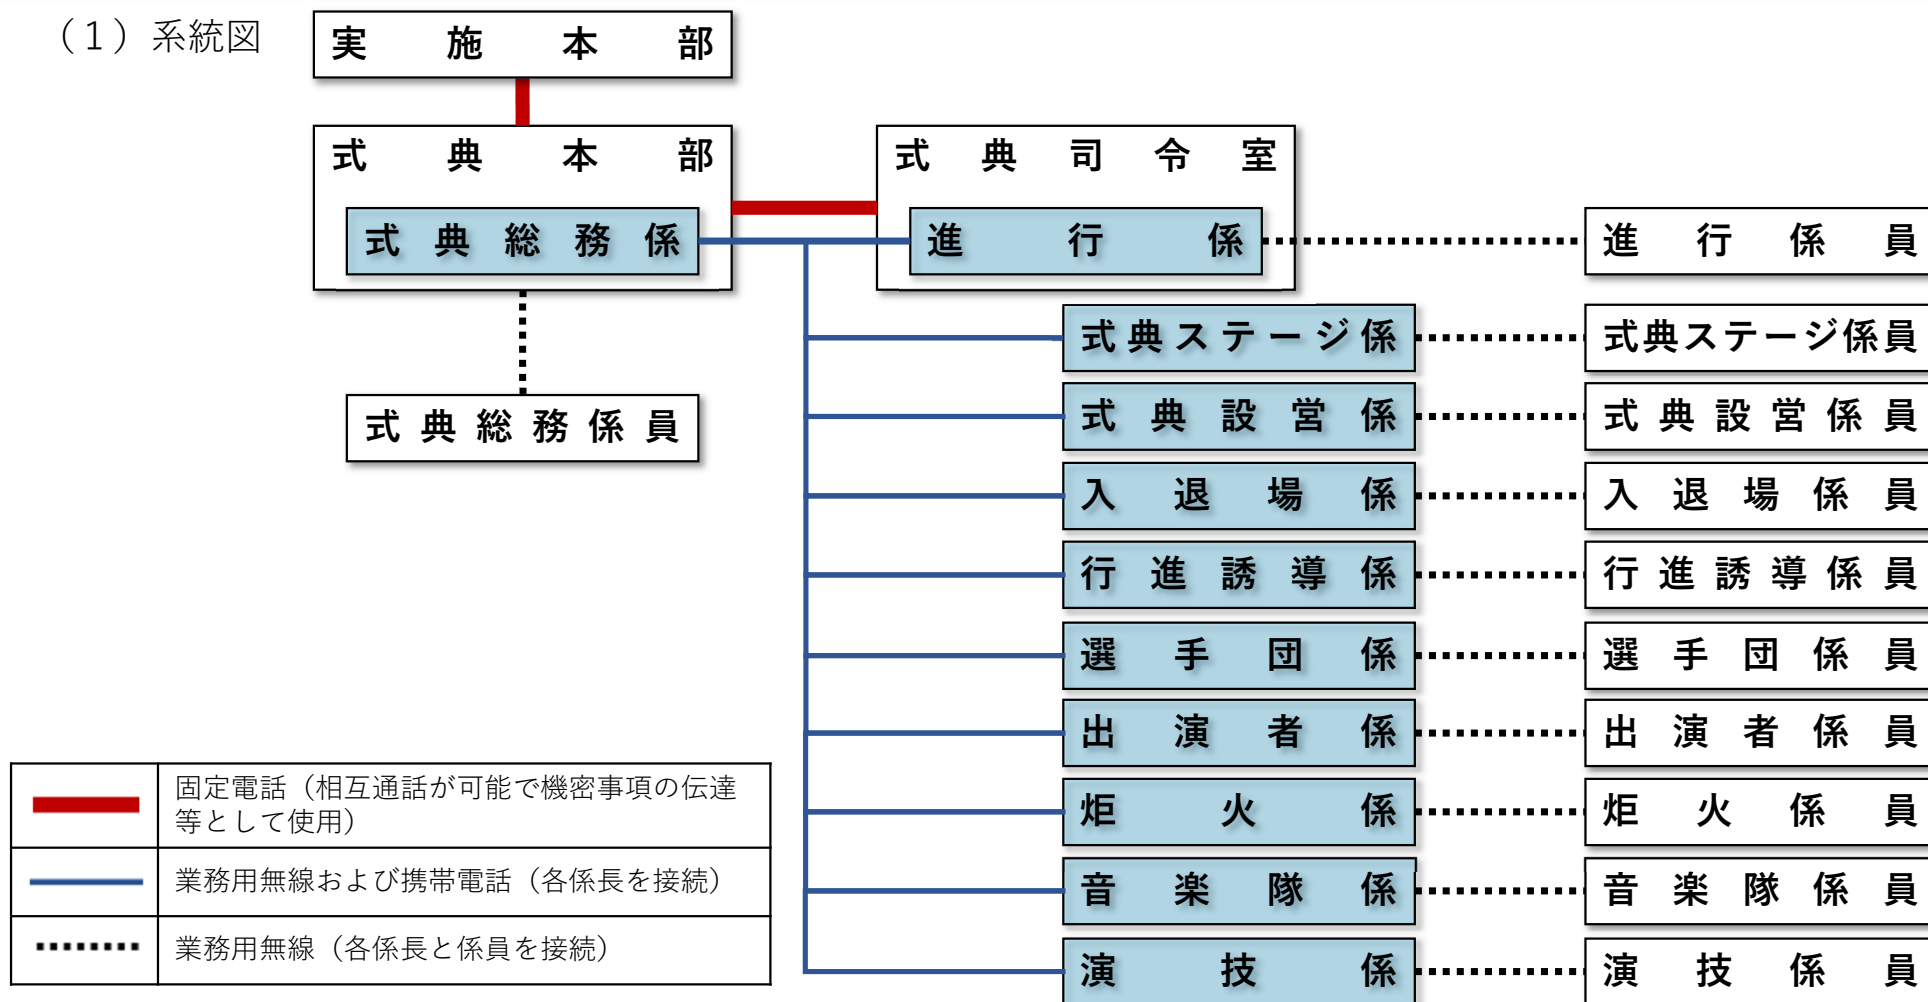 （１）系統図
実施本部
式典本部
式典司令室
式典総務係
進行係
進行係員
式典ステージ係
式典ステージ係員
式典設営係
式典設営係員
式典総務係員
入退場係
入退場係員
行進誘導係
行進誘導係員
選手団係
選手団係員
出演者係
出演者係員
炬火係
炬火係員
音楽隊係
音楽隊係員
演技係
演技係員
固定電話（相互通話が可能で機密事項の伝達
等として使用）
業務用無線および携帯電話（各係長を接続）
業務用無線（各係長と係員を接続）